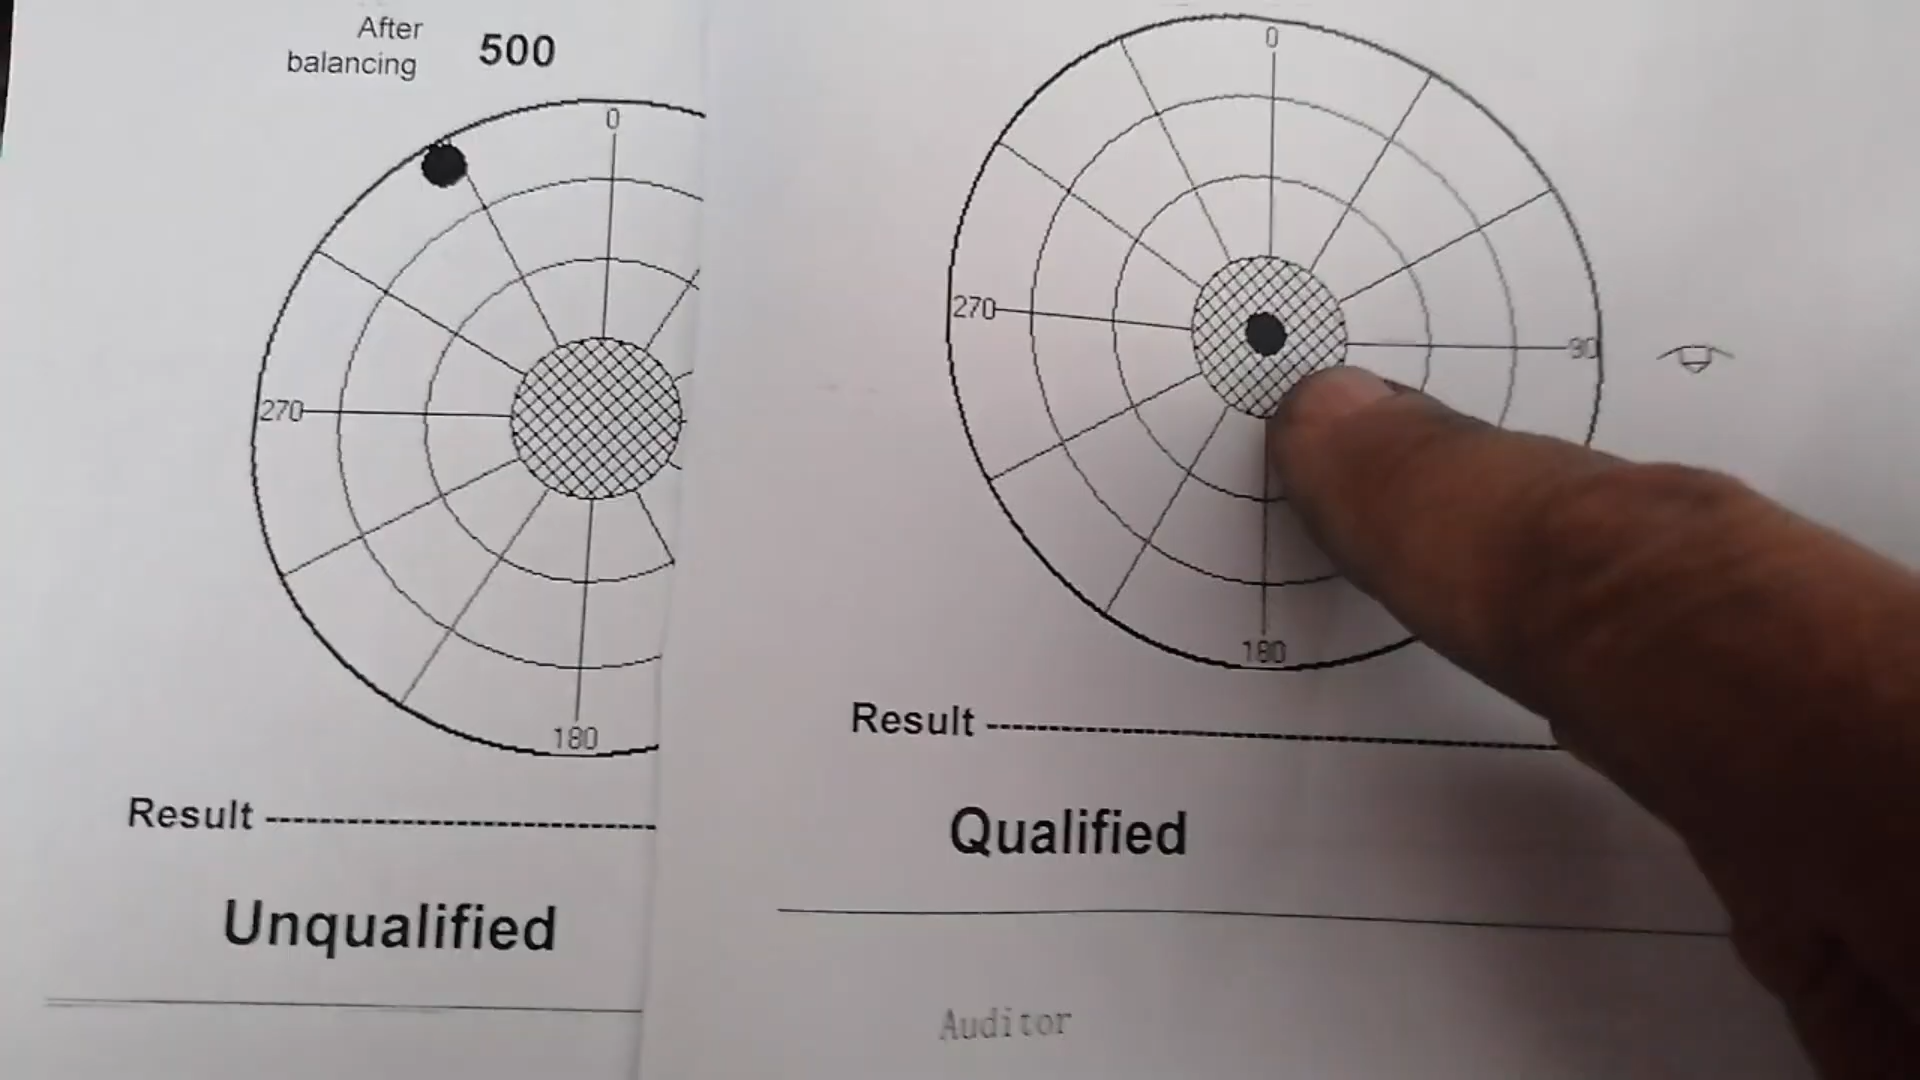 After
balancing
500
0
270
180
Result
Unqualified
0
270
90
180
Result
Qualified
Auditor